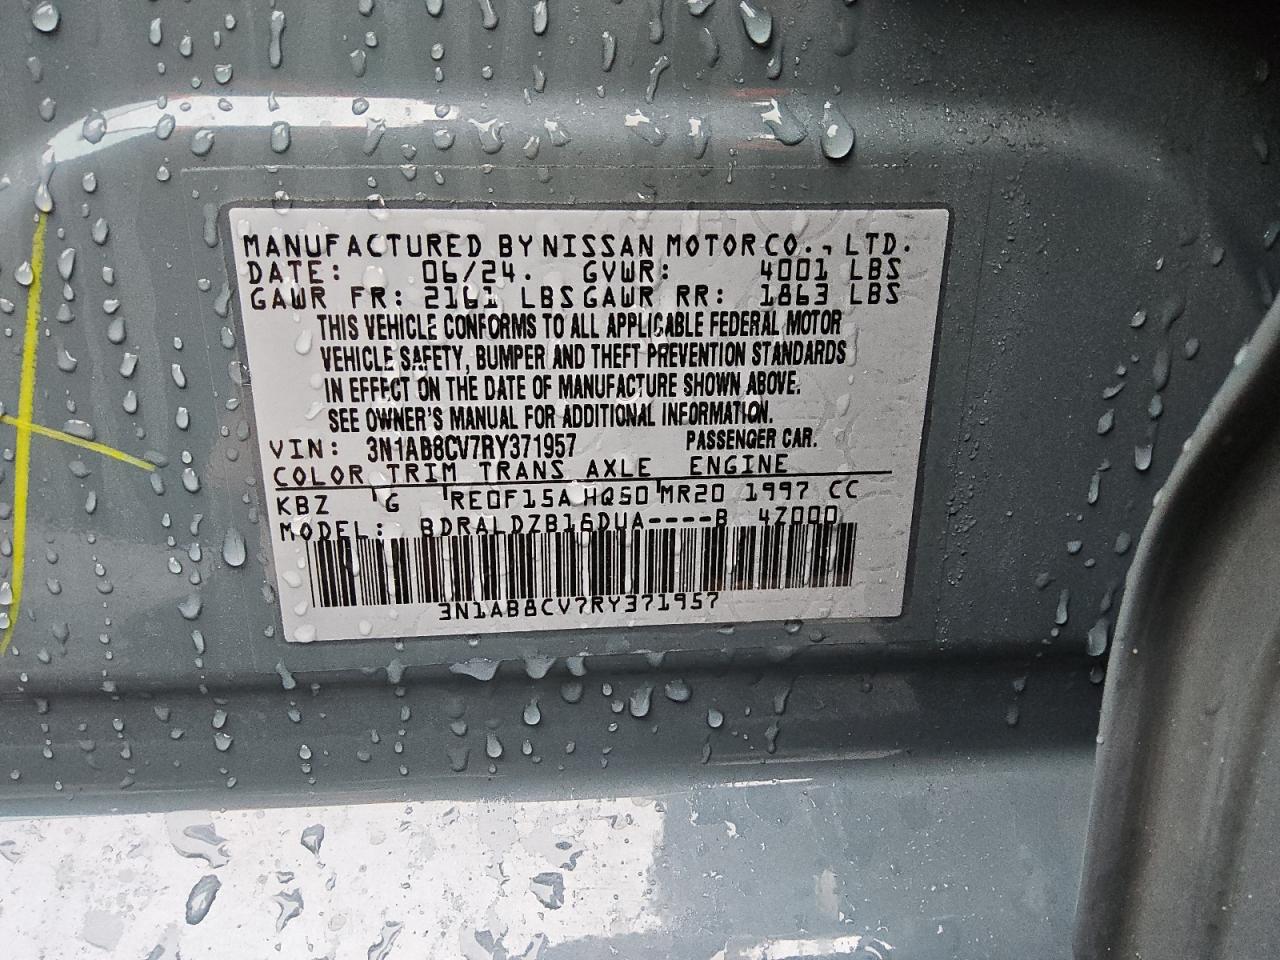 MANUFACTURED BY NISSAN MOTOR CO., LTD.
DATE: 06/24. GVWR: 4001 LBS
GAWR FR: 2161 LBS GAWR RR: 1863 LBS
THIS VEHICLE CONFORMS TO ALL APPLICABLE FEDERAL MOTOR
VEHICLE SAFETY, BUMPER AND THEFT PREVENTION STANDARDS
IN EFFECT ON THE DATE OF MANUFACTURE SHOWN ABOVE.
SEE OWNER'S MANUAL FOR ADDITIONAL INFORMATION.
VIN: 3N1AB8CV7RY371957 PASSENGER CAR.
COLOR TRIM TRANS AXLE ENGINE
KBZ G RE0F15A HQ50 MR20 1997 CC
MODEL: BDRALDZB16DUA----B 4Z000
3N1AB8CV7RY371957